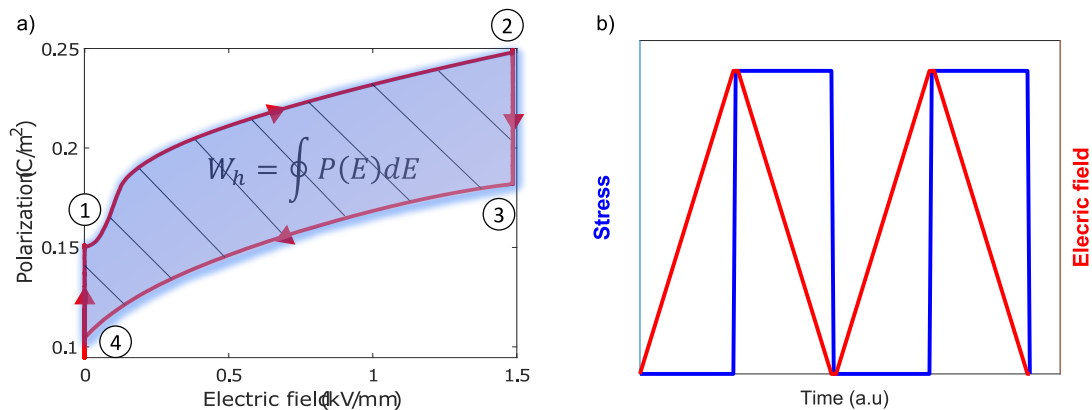 a)
b)
0.25
0.2
0.15
0.1
Polarization(C/m²)
1
2
3
4
W_h = ∮ P(E)dE
0
0.5
1
1.5
Electric field(kV/mm)
Stress
Elecric field
Time (a.u)